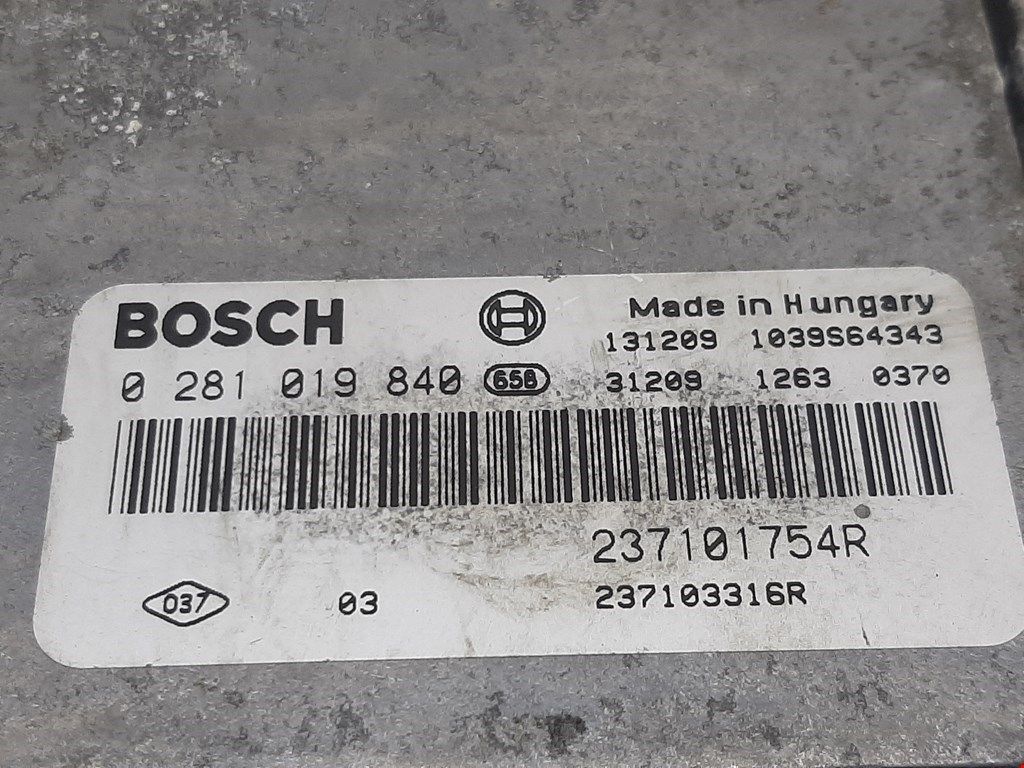 BOSCH
Made in Hungary
131209 1039S64343
0 281 019 840 658 31209 1263 0370
237101754R
037 03 237103316R